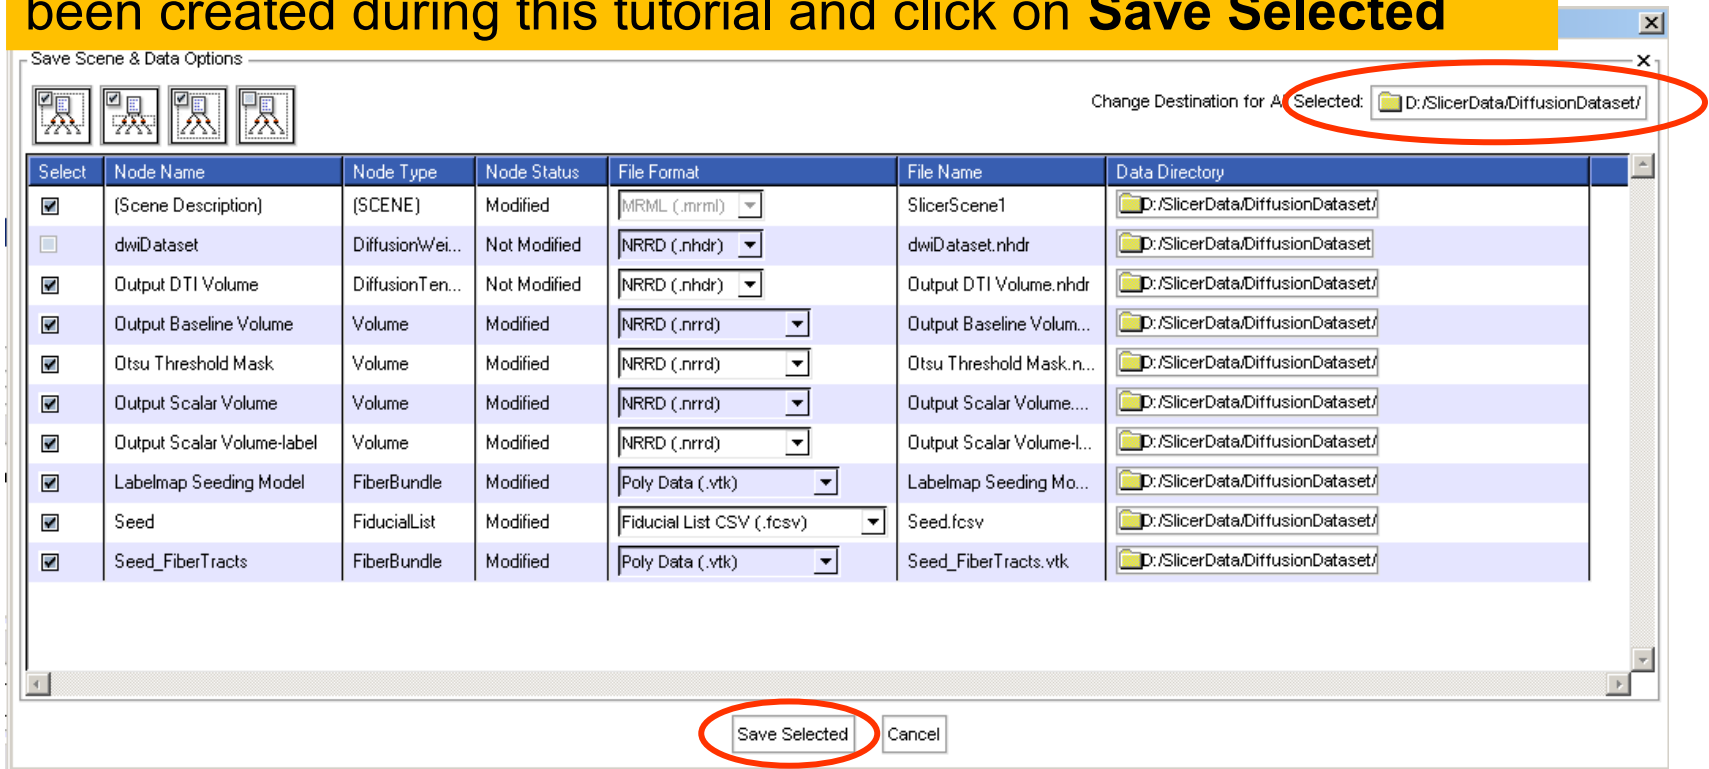 been created during this tutorial and click on Save Selected
Save Scene & Data Options
Change Destination for All Selected: D:/SlicerData/DiffusionDataset/
Select Node Name Node Type Node Status File Format File Name Data Directory
(Scene Description) (SCENE) Modified MRML (.mrml) SlicerScene1 D:/SlicerData/DiffusionDataset/
dwiDataset DiffusionWei... Not Modified NRRD (.nhdr) dwiDataset.nhdr D:/SlicerData/DiffusionDataset
Output DTI Volume DiffusionTen... Not Modified NRRD (.nhdr) Output DTI Volume.nhdr D:/SlicerData/DiffusionDataset/
Output Baseline Volume Volume Modified NRRD (.nrrd) Output Baseline Volum... D:/SlicerData/DiffusionDataset/
Otsu Threshold Mask Volume Modified NRRD (.nrrd) Otsu Threshold Mask.n... D:/SlicerData/DiffusionDataset/
Output Scalar Volume Volume Modified NRRD (.nrrd) Output Scalar Volume.... D:/SlicerData/DiffusionDataset/
Output Scalar Volume-label Volume Modified NRRD (.nrrd) Output Scalar Volume-l... D:/SlicerData/DiffusionDataset/
Labelmap Seeding Model FiberBundle Modified Poly Data (.vtk) Labelmap Seeding Mo... D:/SlicerData/DiffusionDataset/
Seed FiducialList Modified Fiducial List CSV (.fcsv) Seed.fcsv D:/SlicerData/DiffusionDataset/
Seed_FiberTracts FiberBundle Modified Poly Data (.vtk) Seed_FiberTracts.vtk D:/SlicerData/DiffusionDataset/
Save Selected Cancel